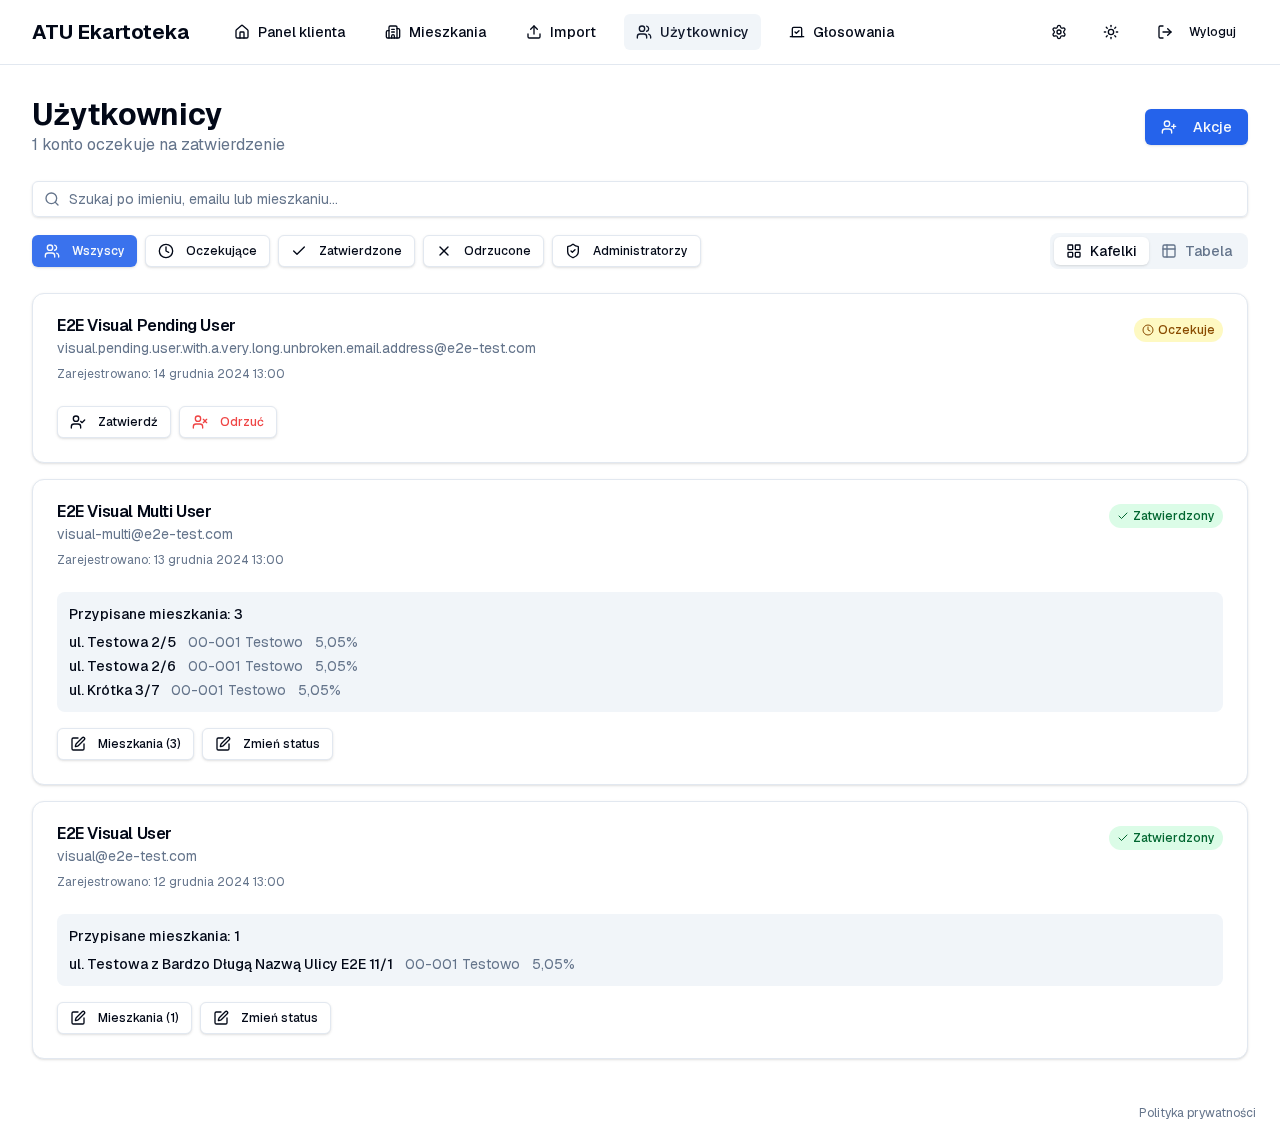 ATU Ekartoteka Panel klienta Mieszkania Import Użytkownicy Głosowania Wyloguj
Użytkownicy
1 konto oczekuje na zatwierdzenie
Akcje
Szukaj po imieniu, emailu lub mieszkaniu...
Wszyscy Oczekujące Zatwierdzone Odrzucone Administratorzy Kafelki Tabela
E2E Visual Pending User
Oczekuje
visual.pending.user.with.a.very.long.unbroken.email.address@e2e-test.com
Zarejestrowano: 14 grudnia 2024 13:00
Zatwierdź Odrzuć
E2E Visual Multi User
Zatwierdzony
visual-multi@e2e-test.com
Zarejestrowano: 13 grudnia 2024 13:00
Przypisane mieszkania: 3
ul. Testowa 2/5 00-001 Testowo 5,05%
ul. Testowa 2/6 00-001 Testowo 5,05%
ul. Krótka 3/7 00-001 Testowo 5,05%
Mieszkania (3) Zmień status
E2E Visual User
Zatwierdzony
visual@e2e-test.com
Zarejestrowano: 12 grudnia 2024 13:00
Przypisane mieszkania: 1
ul. Testowa z Bardzo Długą Nazwą Ulicy E2E 11/1 00-001 Testowo 5,05%
Mieszkania (1) Zmień status
Polityka prywatności